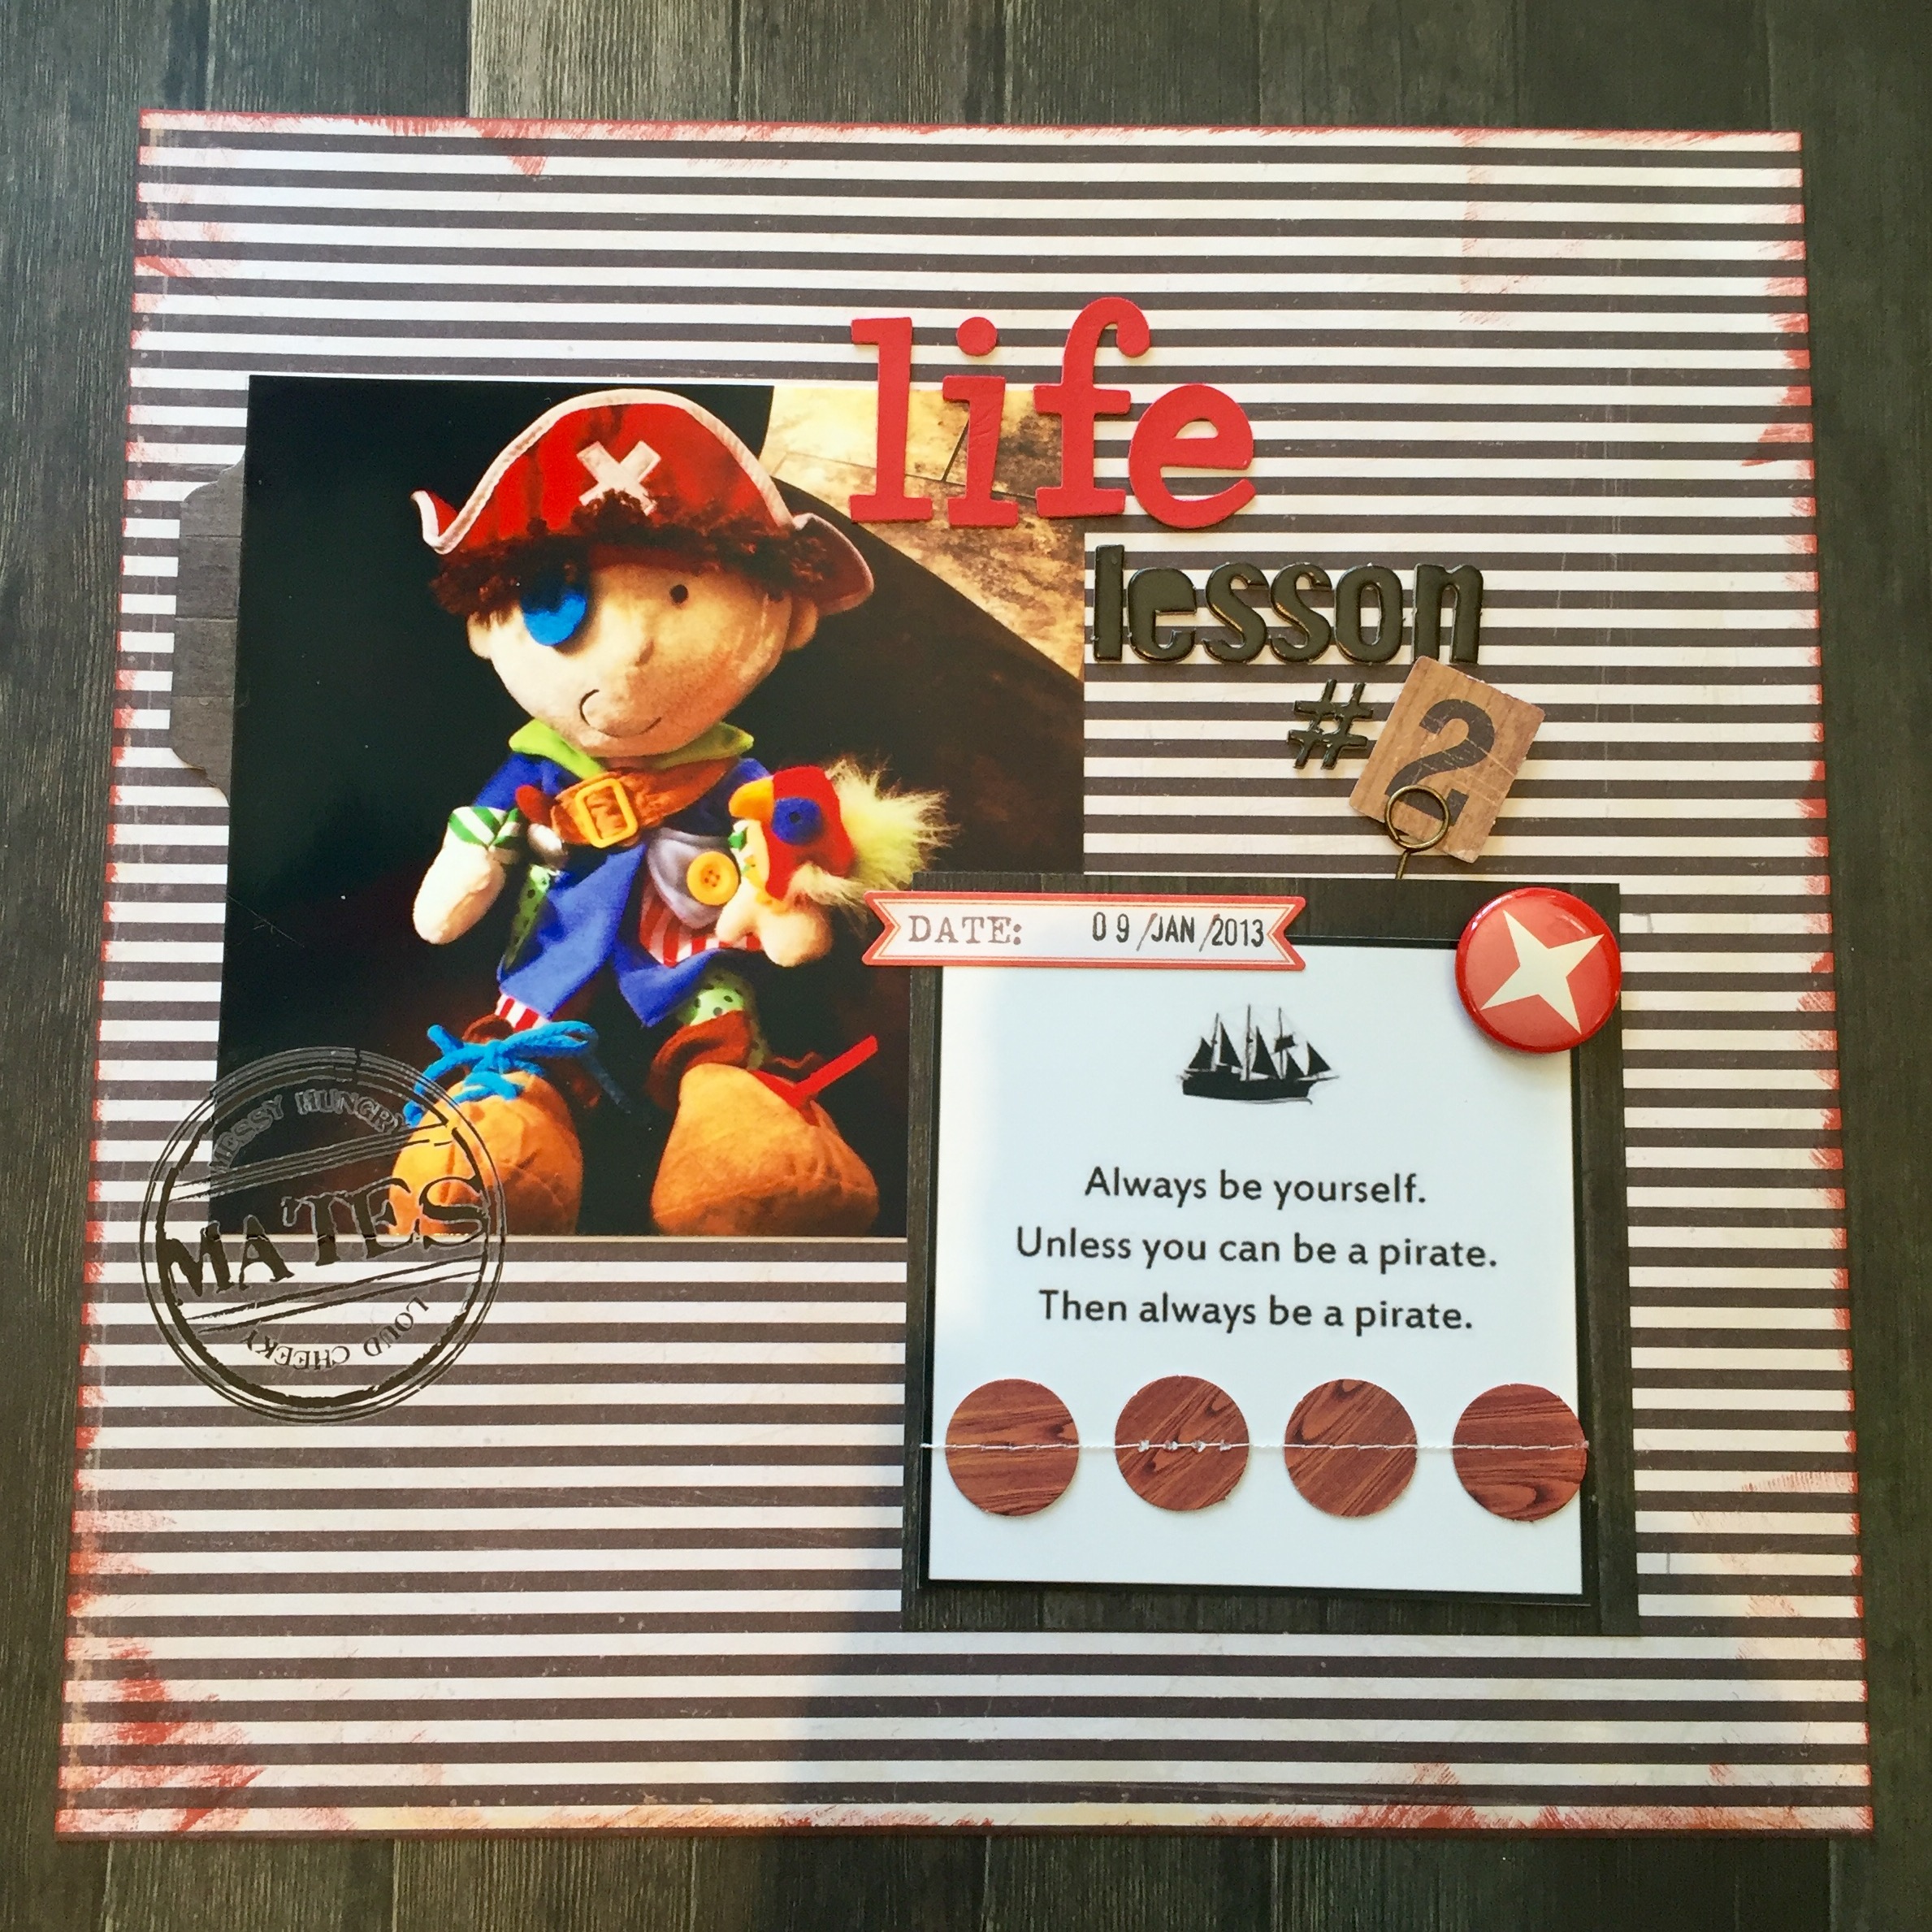 life
lesson
#2
DATE: 09/JAN/2013
Always be yourself.
Unless you can be a pirate.
Then always be a pirate.
MESSY HUNGRY
MATES
LOUD CHEEKY